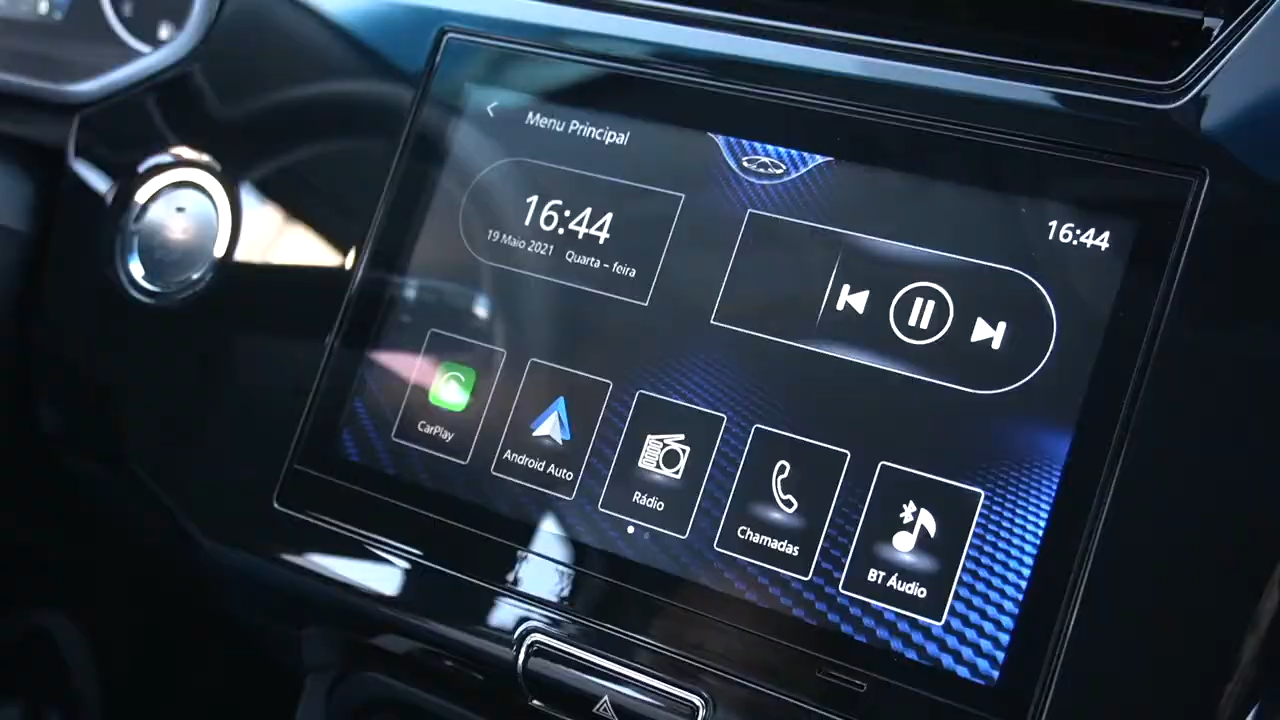 Menu Principal
16:44
16:44
19 Maio 2021 Quarta – feira
CarPlay
Android Auto
Rádio
Chamadas
BT Áudio